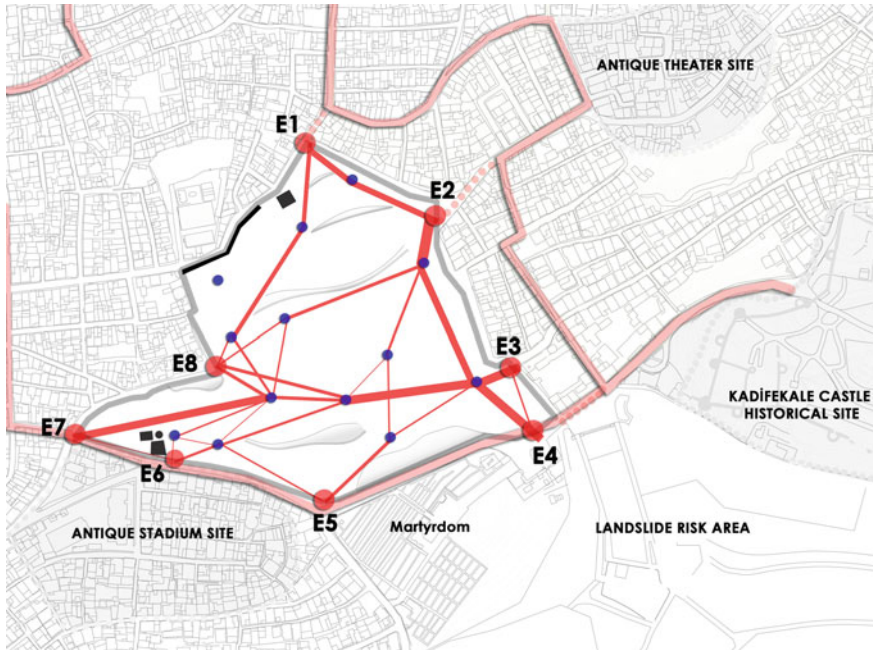 ANTIQUE THEATER SITE
E1
E2
E3
E8
KADİFEKALE CASTLE
HISTORICAL SITE
E7
E4
E6
E5
ANTIQUE STADIUM SITE
Martyrdom
LANDSLIDE RISK AREA